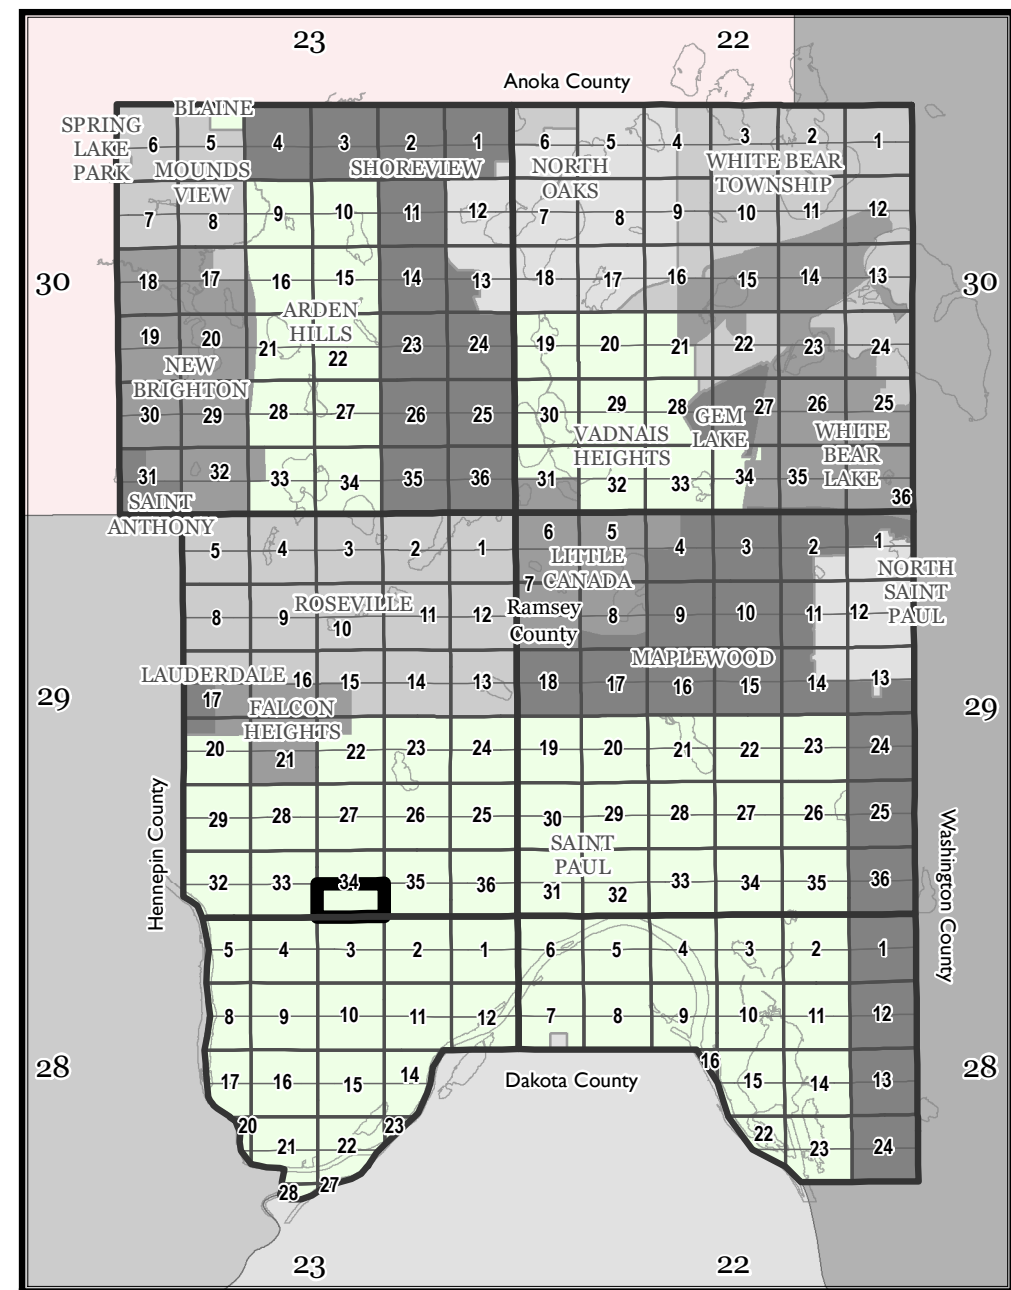 23 22
Anoka County
BLAINE
SPRING
LAKE
PARK
6 5 4 3 2 1 6 5 4 3 2 1
MOUNDS
VIEW
SHOREVIEW
NORTH
OAKS
WHITE BEAR
TOWNSHIP
7 8 9 10 11 12 7 8 9 10 11 12
30 18 17 16 15 14 13 18 17 16 15 14 13 30
ARDEN
HILLS
19 20 21 22 23 24 19 20 21 22 23 24
NEW
BRIGHTON
30 29 28 27 26 25 30 29 28 27 26 25
GEM
LAKE
VADNAIS
HEIGHTS
WHITE
BEAR
LAKE
31 32 33 34 35 36 31 32 33 34 35 36
SAINT
ANTHONY
5 4 3 2 1 6 5 4 3 2 1
LITTLE
CANADA
NORTH
SAINT
PAUL
8 9 10 11 12 7 8 9 10 11 12
ROSEVILLE
Ramsey
County
MAPLEWOOD
LAUDERDALE
29 17 16 15 14 13 18 17 16 15 14 13 29
FALCON
HEIGHTS
20 21 22 23 24 19 20 21 22 23 24
29 28 27 26 25 30 29 28 27 26 25
SAINT
PAUL
Hennepin County
Washington County
32 33 34 35 36 31 32 33 34 35 36
5 4 3 2 1 6 5 4 3 2 1
8 9 10 11 12 7 8 9 10 11 12
28 17 16 15 14 16 15 14 13 28
Dakota County
20 21 22 23 22 23 24
28 27
23 22